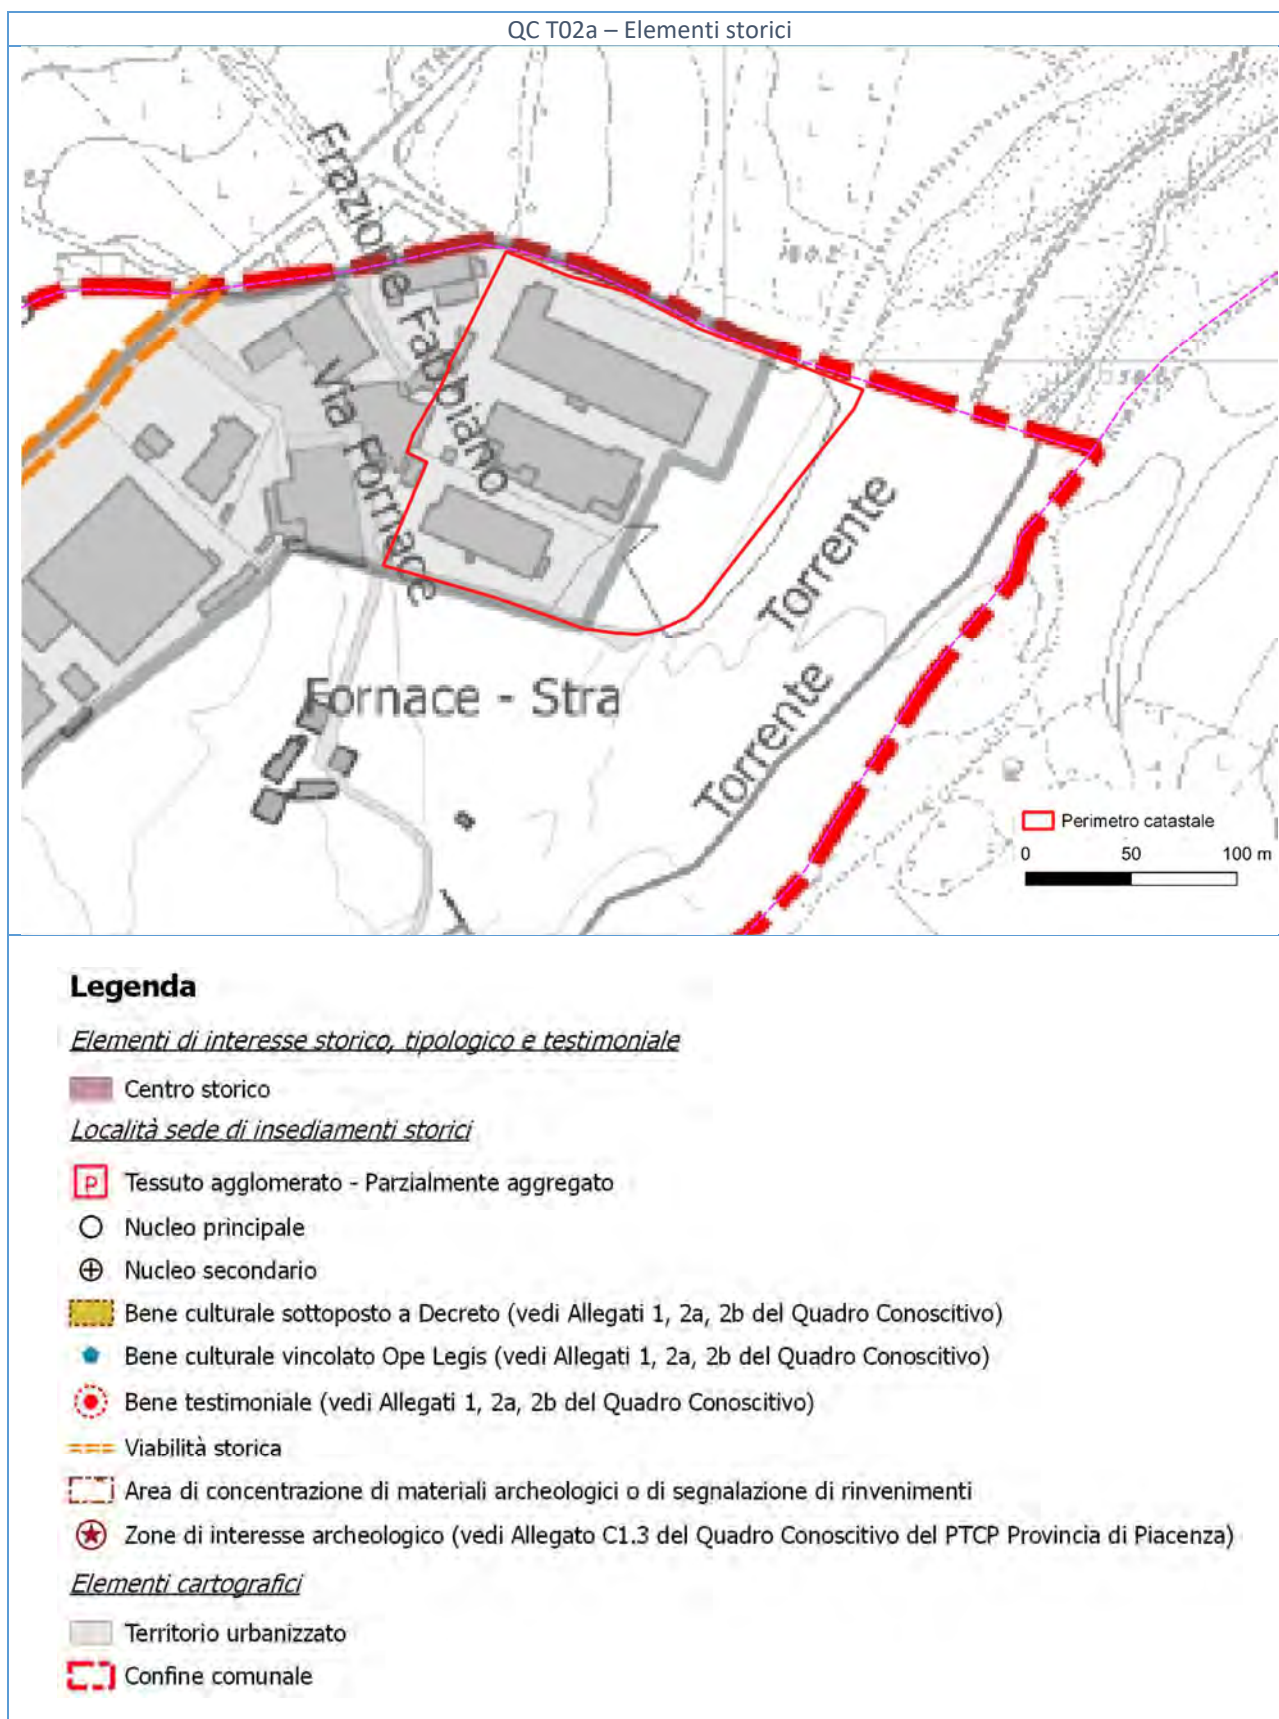 QC T02a – Elementi storici
Frazione Fabbiano
Via Fornace
Fornace - Stra
Torrente
Torrente
Perimetro catastale
0 50 100 m
Legenda
Elementi di interesse storico, tipologico e testimoniale
Centro storico
Località sede di insediamenti storici
P Tessuto agglomerato - Parzialmente aggregato
Nucleo principale
Nucleo secondario
Bene culturale sottoposto a Decreto (vedi Allegati 1, 2a, 2b del Quadro Conoscitivo)
Bene culturale vincolato Ope Legis (vedi Allegati 1, 2a, 2b del Quadro Conoscitivo)
Bene testimoniale (vedi Allegati 1, 2a, 2b del Quadro Conoscitivo)
Viabilità storica
Area di concentrazione di materiali archeologici o di segnalazione di rinvenimenti
Zone di interesse archeologico (vedi Allegato C1.3 del Quadro Conoscitivo del PTCP Provincia di Piacenza)
Elementi cartografici
Territorio urbanizzato
Confine comunale